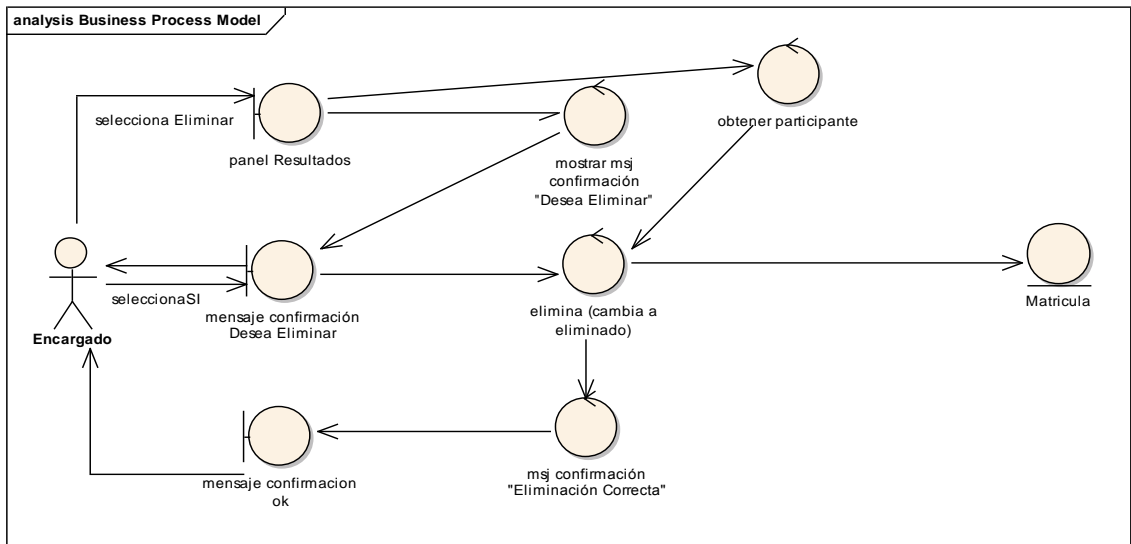 analysis Business Process Model
selecciona Eliminar
panel Resultados
obtener participante
mostrar msj
confirmación
"Desea Eliminar"
seleccionaSI
mensaje confirmación
Desea Eliminar
elimina (cambia a
eliminado)
Matricula
Encargado
mensaje confirmacion
ok
msj confirmación
"Eliminación Correcta"